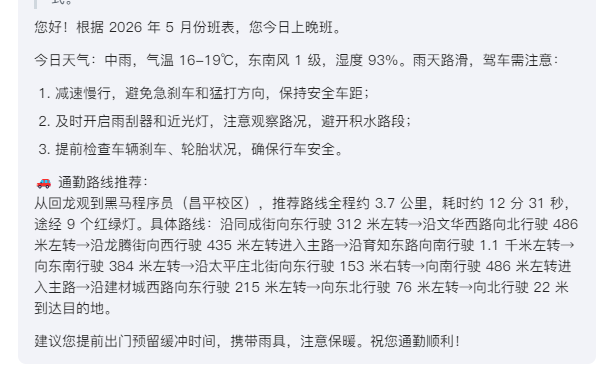 您好！根据 2026 年 5 月份班表，您今日上晚班。
今日天气：中雨，气温 16–19℃，东南风 1 级，湿度 93%。雨天路滑，驾车需注意：
1. 减速慢行，避免急刹车和猛打方向，保持安全车距；
2. 及时开启雨刮器和近光灯，注意观察路况，避开积水路段；
3. 提前检查车辆刹车、轮胎状况，确保行车安全。
🚗 通勤路线推荐：
从回龙观到黑马程序员（昌平校区），推荐路线全程约 3.7 公里，耗时约 12 分 31 秒，
途经 9 个红绿灯。具体路线：沿同成街向东行驶 312 米左转→沿文华西路向北行驶 486
米左转→沿龙腾街向西行驶 435 米左转进入主路→沿育知东路向南行驶 1.1 千米左转→
向东南行驶 384 米左转→沿太平庄北街向东行驶 153 米右转→向南行驶 486 米左转进
入主路→沿建材城西路向东行驶 215 米左转→向东北行驶 76 米左转→向北行驶 22 米
到达目的地。
建议您提前出门预留缓冲时间，携带雨具，注意保暖。祝您通勤顺利！